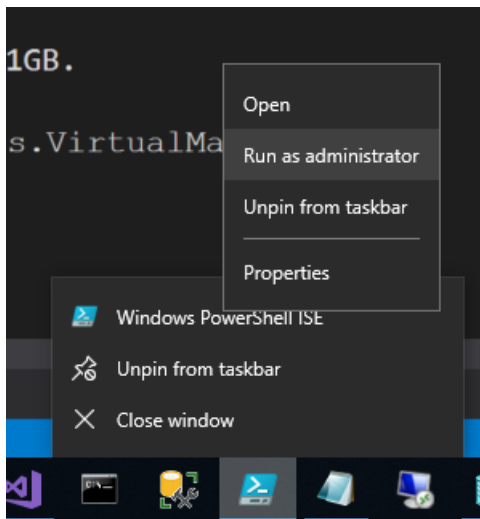 1GB.
s.VirtualMa
Open
Run as administrator
Unpin from taskbar
Properties
Windows PowerShell ISE
Unpin from taskbar
Close window